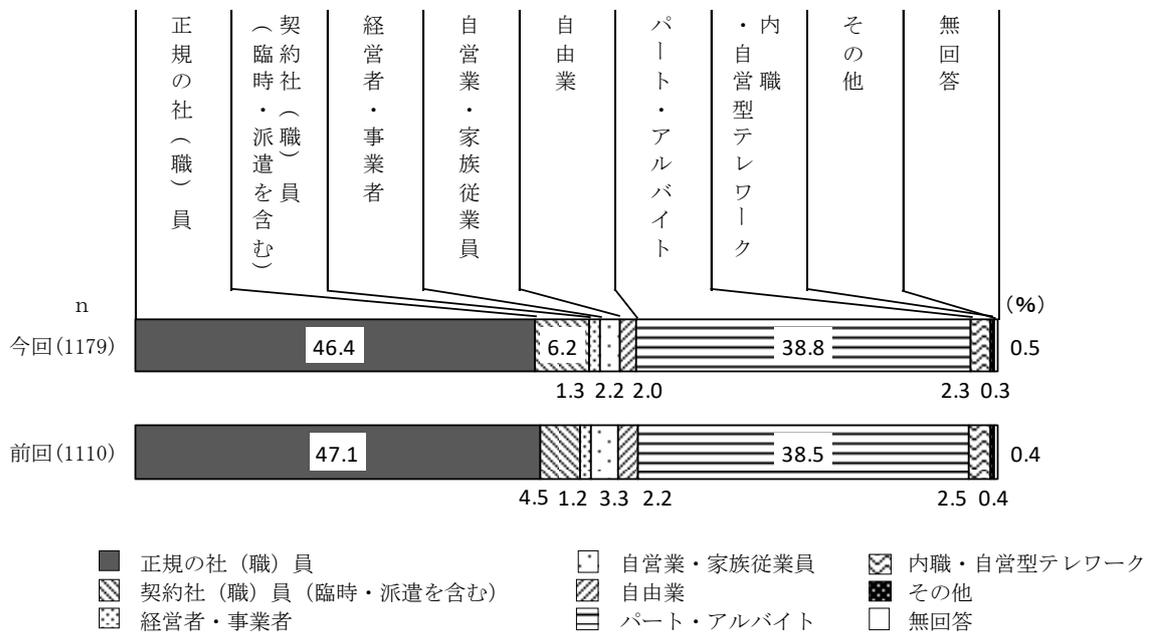 正規の社（職）員
契約社（職）員
（臨時・派遣を含む）
経営者・事業者
自営業・家族従業員
自由業
パート・アルバイト
内職
・自営型テレワーク
その他
無回答
n
(%)
今回(1179)
46.4
6.2
38.8
0.5
1.3 2.2 2.0 2.3 0.3
前回(1110)
47.1
38.5
0.4
4.5 1.2 3.3 2.2 2.5 0.4
正規の社（職）員
契約社（職）員（臨時・派遣を含む）
経営者・事業者
自営業・家族従業員
自由業
パート・アルバイト
内職・自営型テレワーク
その他
無回答